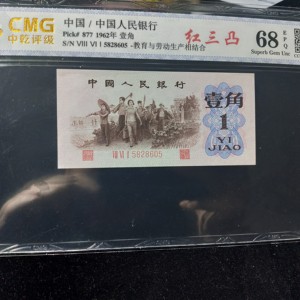 CMG
中乾评级
中国 / 中国人民银行
Pick# 877 1962年 壹角
S/N VIII VI I 5828605 -教育与劳动生产相结合
红三凸
68
E
P
Q
Superb Gem Unc
中国人民银行
壹角
1
YI
JIAO
VIII VI I 5828605